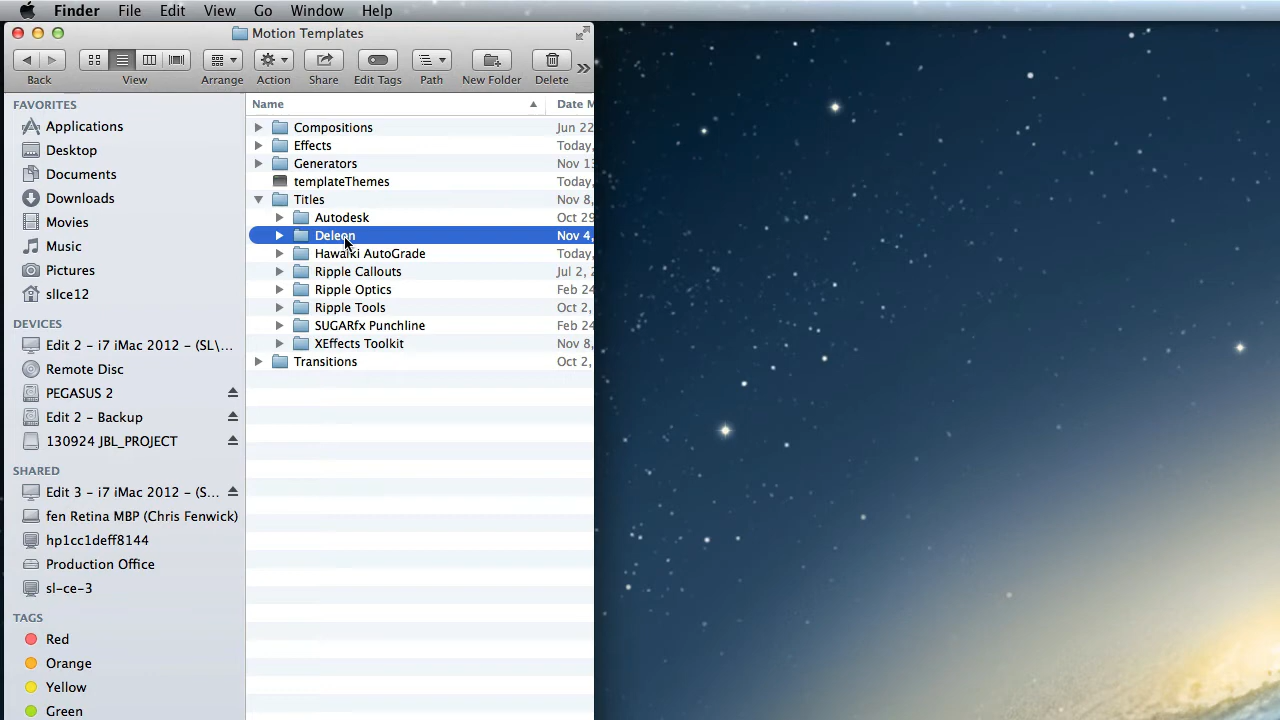 Finder File Edit View Go Window Help
Motion Templates
Back View Arrange Action Share Edit Tags Path New Folder Delete
FAVORITES
Applications
Desktop
Documents
Downloads
Movies
Music
Pictures
sllce12
DEVICES
Edit 2 - i7 iMac 2012 - (SL\...
Remote Disc
PEGASUS 2
Edit 2 - Backup
130924 JBL_PROJECT
SHARED
Edit 3 - i7 iMac 2012 - (S...
fen Retina MBP (Chris Fenwick)
hp1cc1deff8144
Production Office
sl-ce-3
TAGS
Red
Orange
Yellow
Green
Name Date M
Compositions Jun 22
Effects Today,
Generators Nov 13
templateThemes Today,
Titles Nov 8,
Autodesk Oct 29
Deleon Nov 4,
Hawaiki AutoGrade Today,
Ripple Callouts Jul 2, 2
Ripple Optics Feb 24
Ripple Tools Oct 2,
SUGARfx Punchline Feb 24
XEffects Toolkit Nov 8,
Transitions Oct 2,